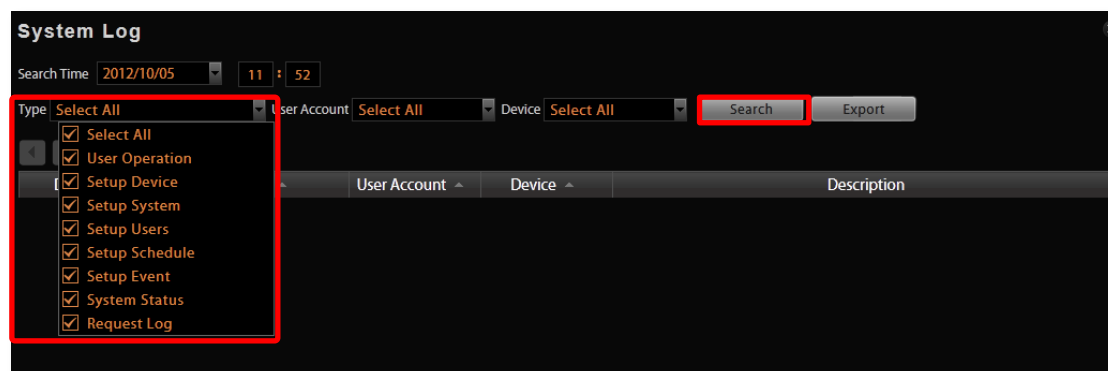 System Log
Search Time 2012/10/05 11 : 52
Type Select All User Account Select All Device Select All Search Export
Select All
User Operation
Setup Device
User Account Device Description
Setup System
Setup Users
Setup Schedule
Setup Event
System Status
Request Log